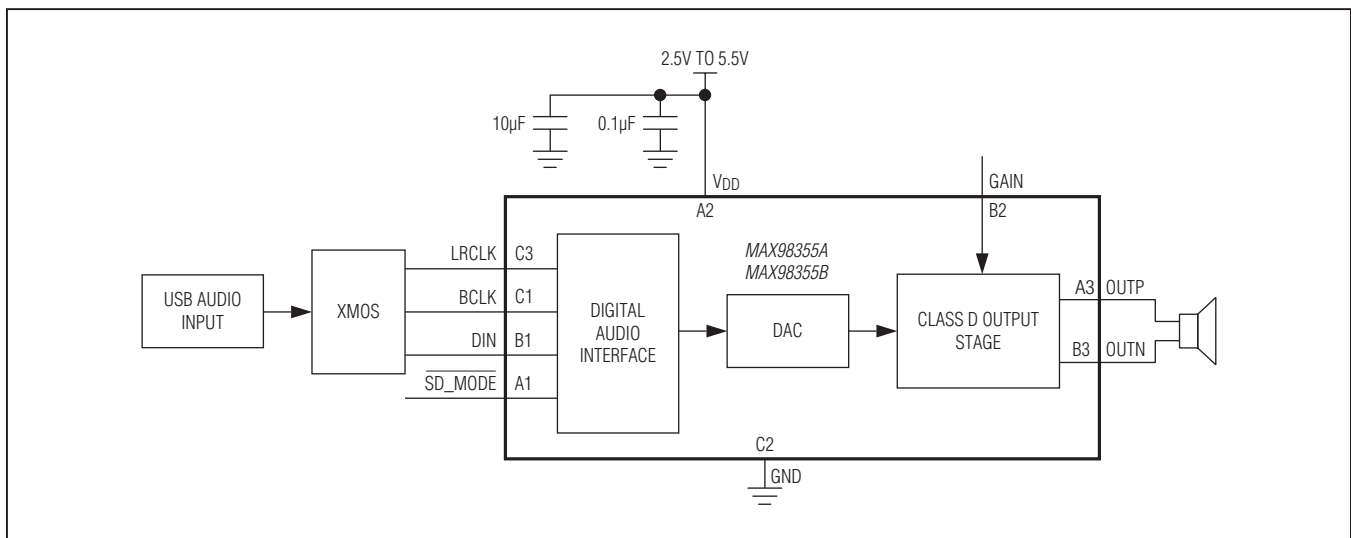 2.5V TO 5.5V
10µF
0.1µF
VDD
GAIN
A2
B2
LRCLK
C3
MAX98355A
MAX98355B
USB AUDIO
INPUT
XMOS
BCLK
C1
DIGITAL
AUDIO
INTERFACE
DAC
CLASS D OUTPUT
STAGE
A3
OUTP
DIN
B1
B3
OUTN
SD_MODE
A1
C2
GND